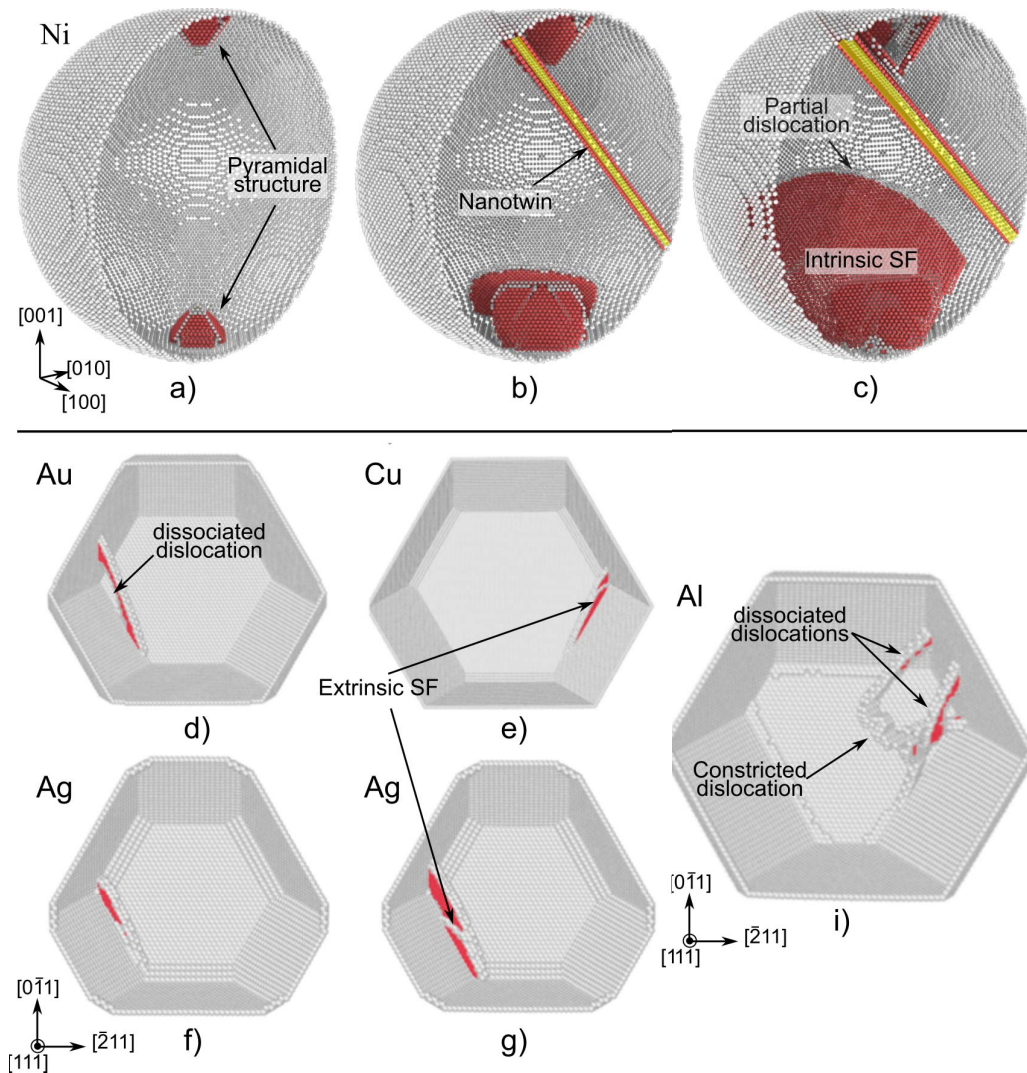 Ni
Pyramidal
structure
[001]
[010]
[100]
a)
Nanotwin
b)
Partial
dislocation
Intrinsic SF
c)
Au
dissociated
dislocation
d)
Cu
Extrinsic SF
e)
Al
dissociated
dislocations
Constricted
dislocation
i)
[01̅1]
[111]
[2̅11]
Ag
[01̅1]
[111]
[2̅11]
f)
Ag
g)